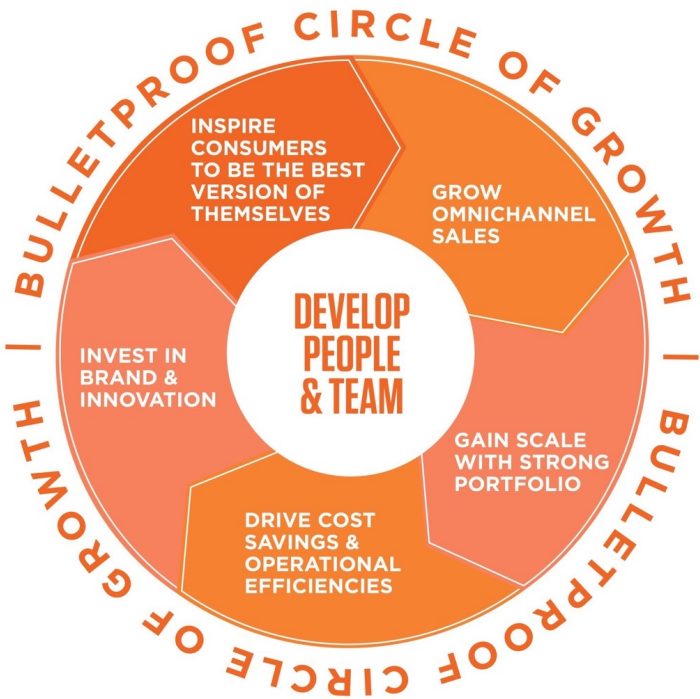 BULLETPROOF CIRCLE OF GROWTH |
BULLETPROOF CIRCLE OF GROWTH |
INSPIRE
CONSUMERS
TO BE THE BEST
VERSION OF
THEMSELVES
GROW
OMNICHANNEL
SALES
GAIN SCALE
WITH STRONG
PORTFOLIO
DRIVE COST
SAVINGS &
OPERATIONAL
EFFICIENCIES
INVEST IN
BRAND &
INNOVATION
DEVELOP
PEOPLE
& TEAM